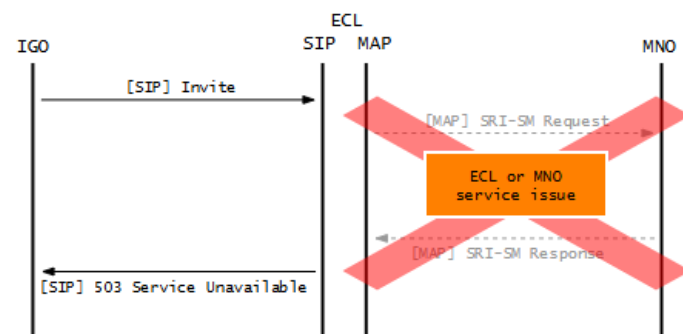 ECL
IGO
SIP MAP
MNO
[SIP] Invite
[MAP] SRI-SM Request
ECL or MNO
service issue
[MAP] SRI-SM Response
[SIP] 503 Service Unavailable